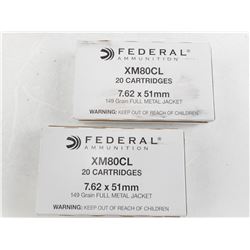 FEDERAL
AMMUNITION
XM80CL
20 CARTRIDGES
7.62 x 51mm
149 Grain FULL METAL JACKET
WARNING: KEEP OUT OF REACH OF CHILDREN
FEDERAL
AMMUNITION
XM80CL
20 CARTRIDGES
7.62 x 51mm
149 Grain FULL METAL JACKET
WARNING: KEEP OUT OF REACH OF CHILDREN